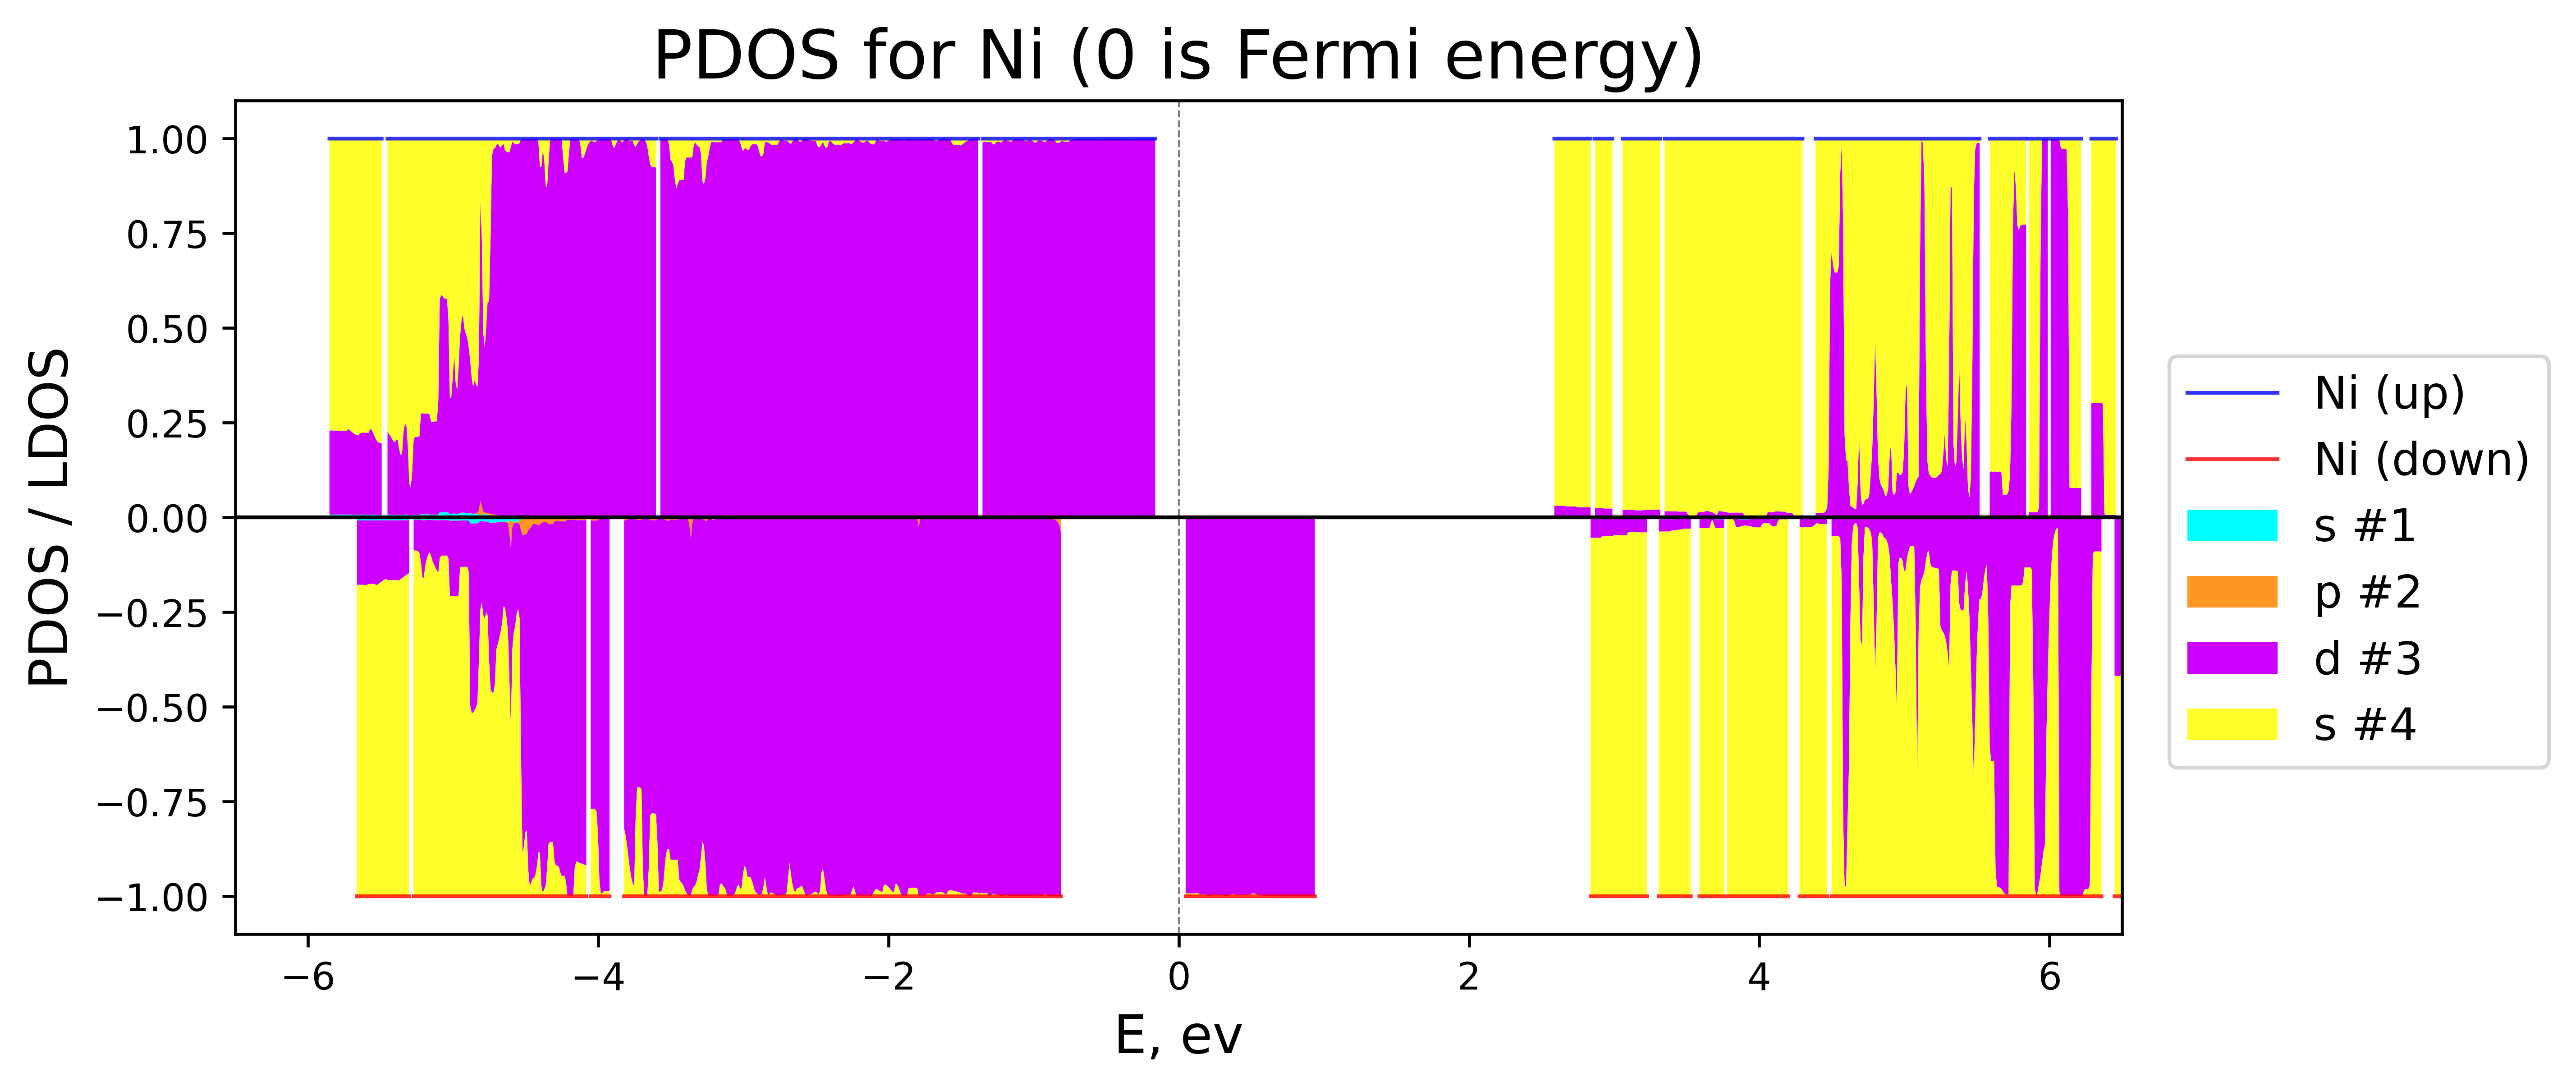 PDOS for Ni (0 is Fermi energy)
PDOS / LDOS
1.00
0.75
0.50
0.25
0.00
−0.25
−0.50
−0.75
−1.00
−6
−4
−2
0
2
4
6
E, ev
Ni (up)
Ni (down)
s #1
p #2
d #3
s #4